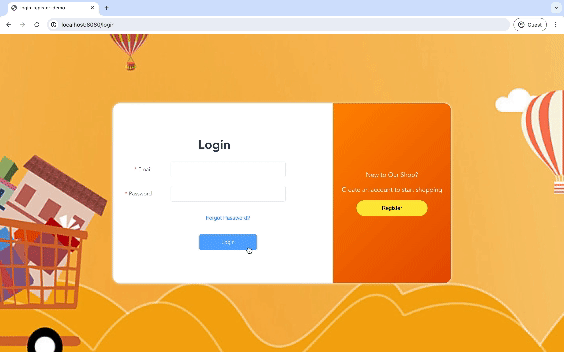 localhost:8080/login
Guest
Login
* Email
* Password
Forgot Password?
Login
New to Our Shop?
Create an account to start shopping
Register